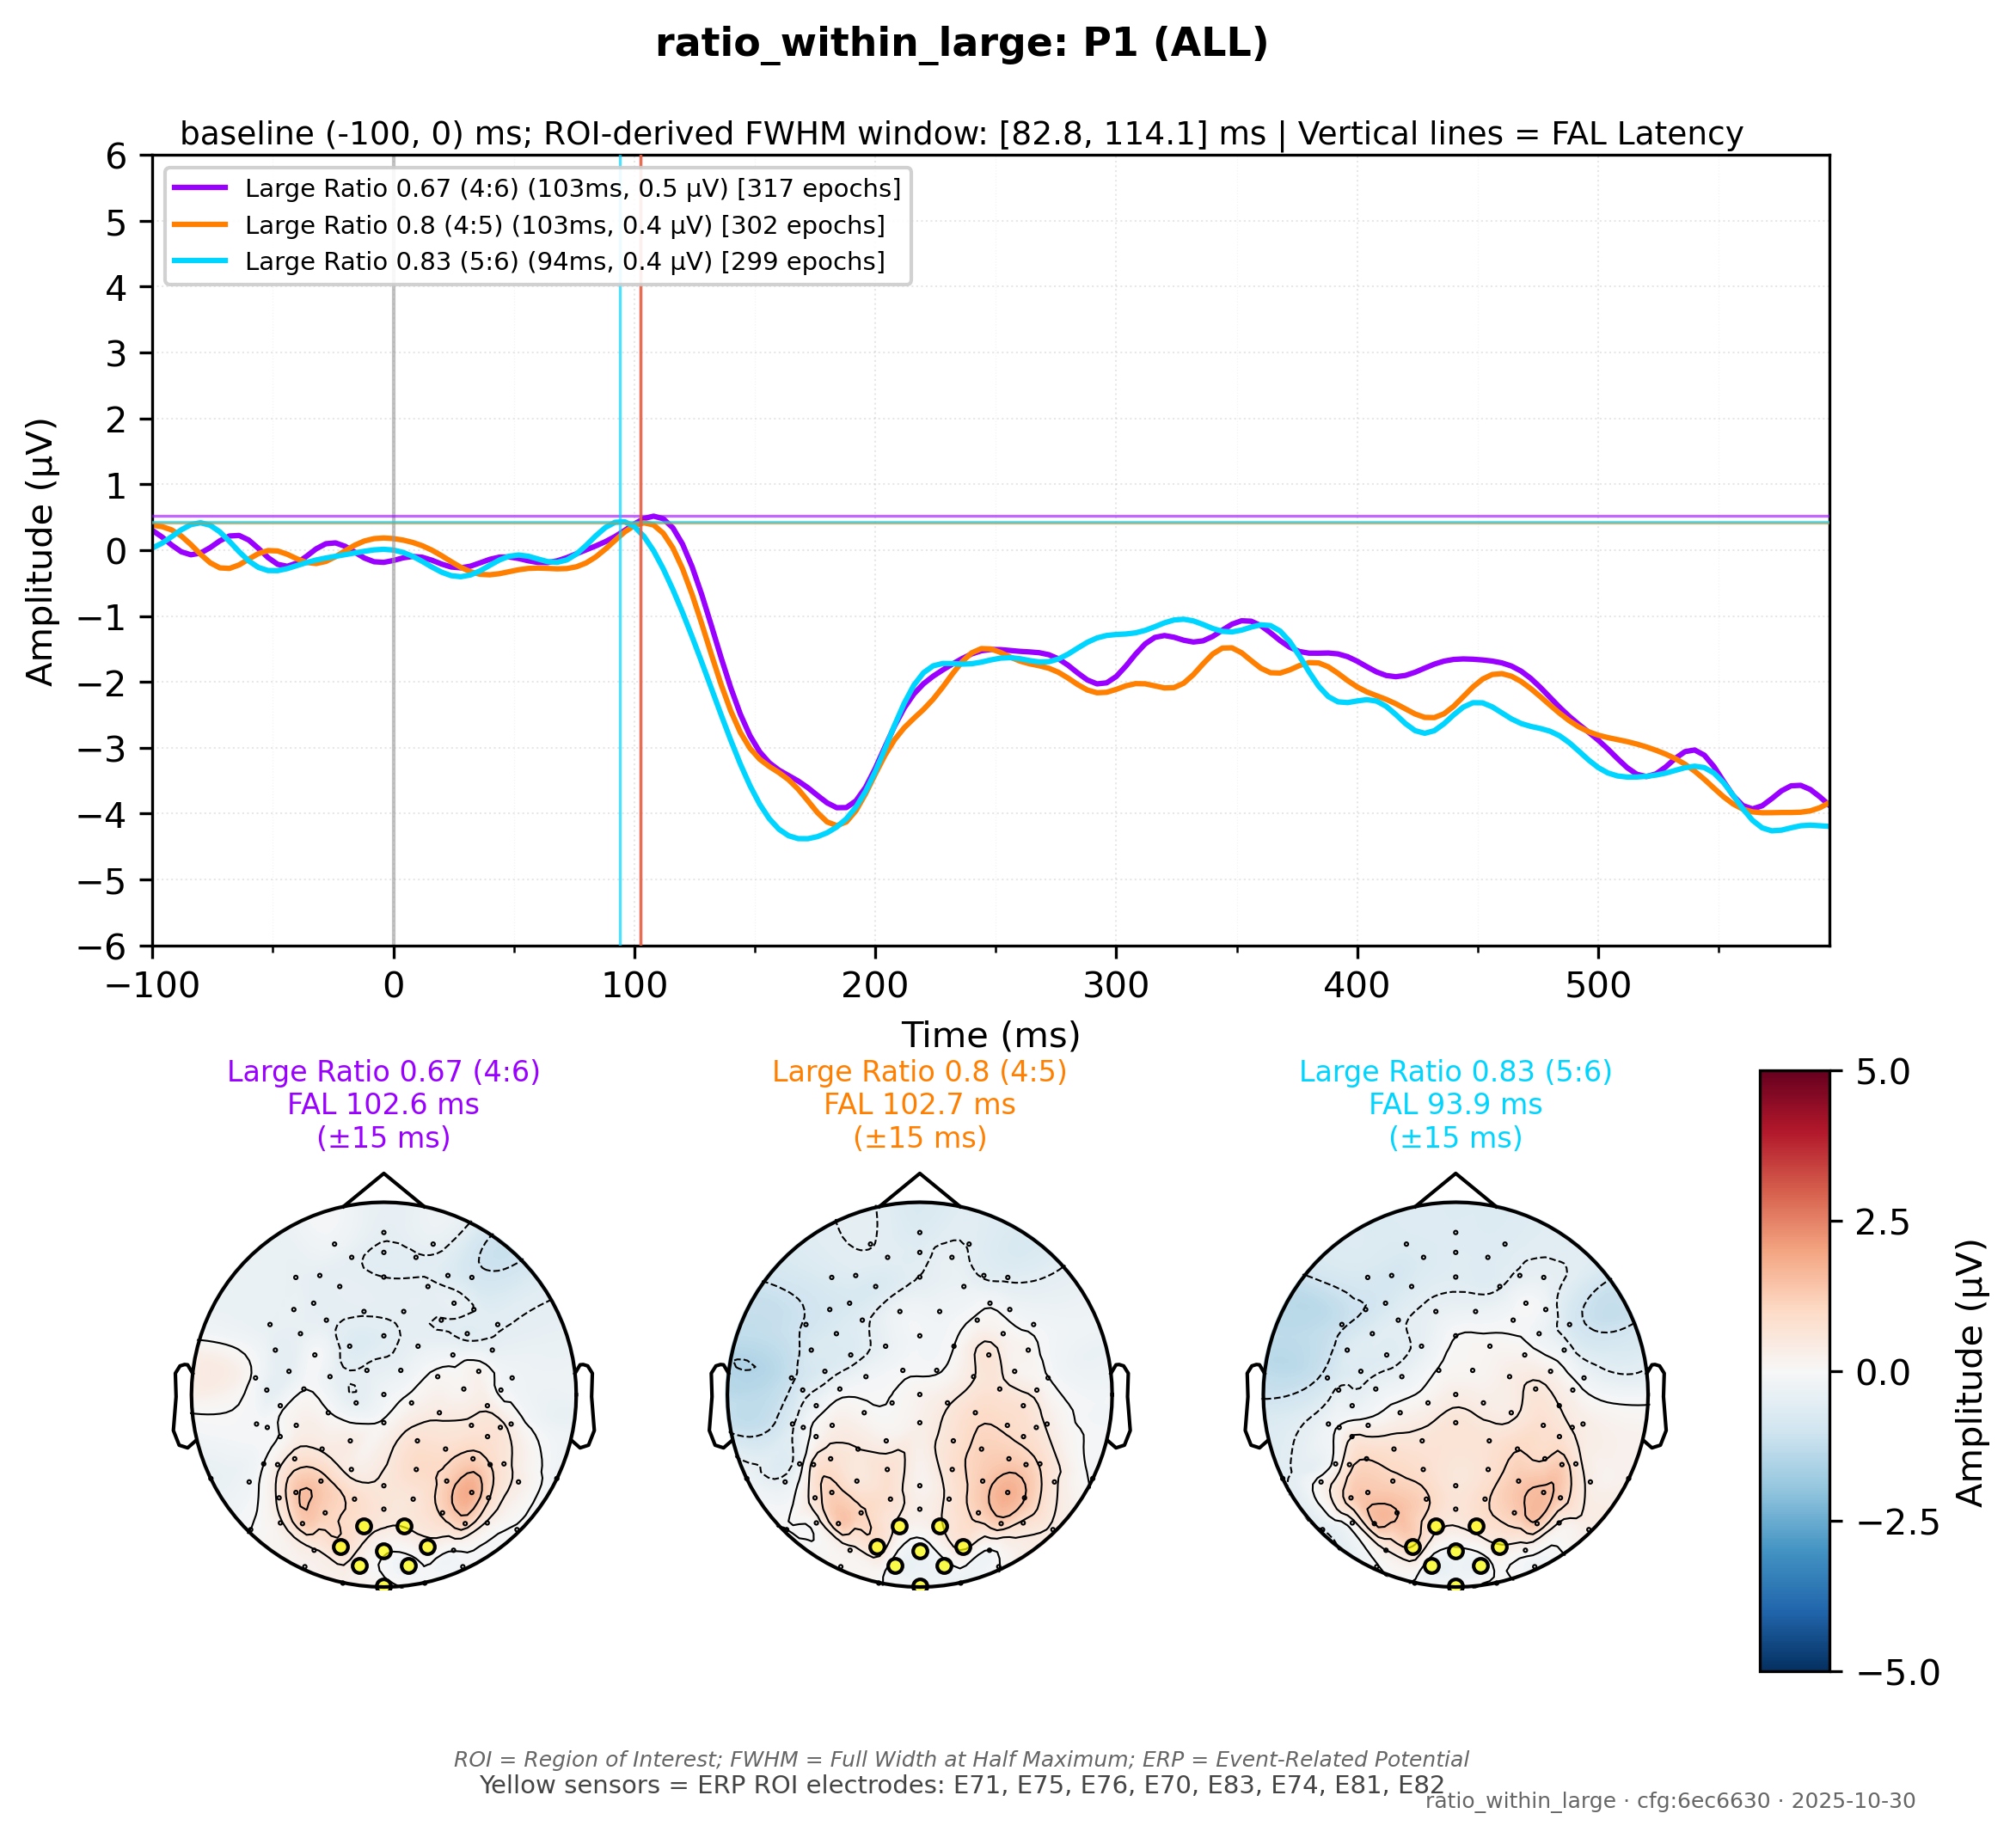 ratio_within_large: P1 (ALL)
baseline (-100, 0) ms; ROI-derived FWHM window: [82.8, 114.1] ms | Vertical lines = FAL Latency
Large Ratio 0.67 (4:6) (103ms, 0.5 µV) [317 epochs]
Large Ratio 0.8 (4:5) (103ms, 0.4 µV) [302 epochs]
Large Ratio 0.83 (5:6) (94ms, 0.4 µV) [299 epochs]
Amplitude (µV)
6
5
4
3
2
1
0
−1
−2
−3
−4
−5
−6
−100 0 100 200 300 400 500
Time (ms)
Large Ratio 0.67 (4:6)
FAL 102.6 ms
(±15 ms)
Large Ratio 0.8 (4:5)
FAL 102.7 ms
(±15 ms)
Large Ratio 0.83 (5:6)
FAL 93.9 ms
(±15 ms)
5.0
2.5
0.0
−2.5
−5.0
Amplitude (µV)
ROI = Region of Interest; FWHM = Full Width at Half Maximum; ERP = Event-Related Potential
Yellow sensors = ERP ROI electrodes: E71, E75, E76, E70, E83, E74, E81, E82
ratio_within_large · cfg:6ec6630 · 2025-10-30